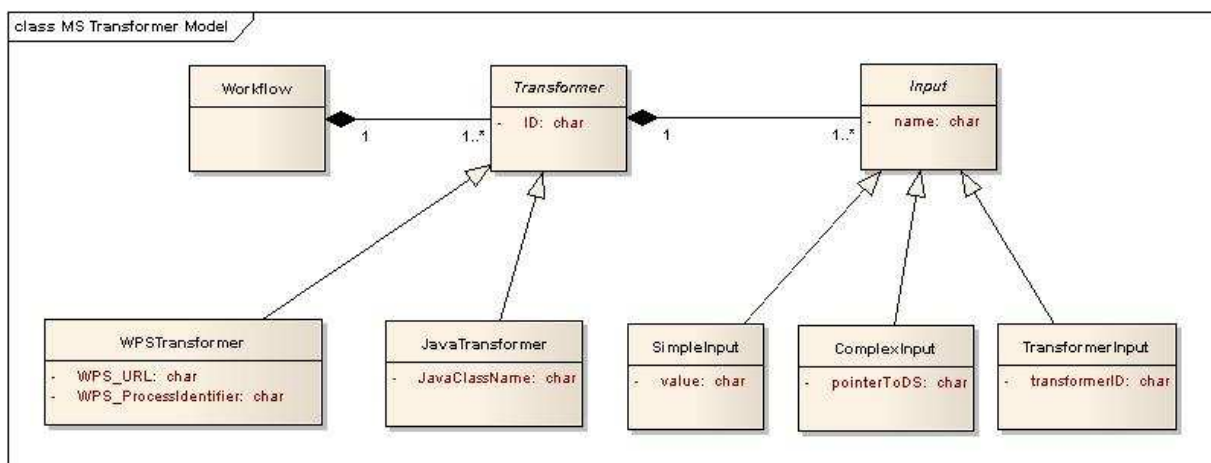 class MS Transformer Model
Workflow
Transformer
- ID: char
Input
- name: char
1
1..*
1
1..*
WPSTransformer
- WPS_URL: char
- WPS_ProcessIdentifier: char
JavaTransformer
- JavaClassName: char
SimpleInput
- value: char
ComplexInput
- pointerToDS: char
TransformerInput
- transformerID: char